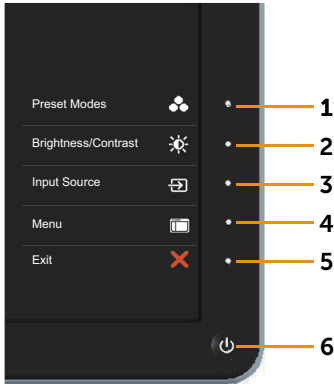 Preset Modes 1
Brightness/Contrast 2
Input Source 3
Menu 4
Exit 5
6